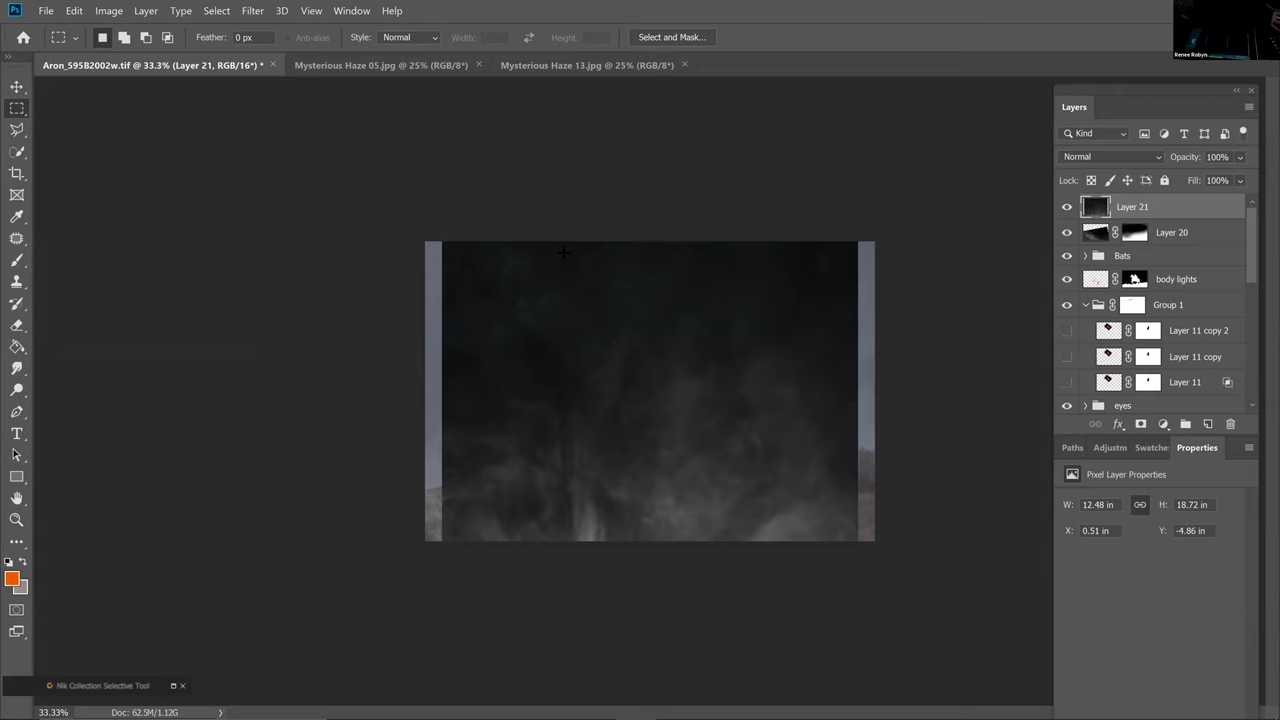 Ps File Edit Image Layer Type Select Filter 3D View Window Help
Feather: 0 px Anti-alias Style: Normal Width: Height: Select and Mask...
Renee Robyn
Aron_595B2002w.tif @ 33.3% (Layer 21, RGB/16*) * × Mysterious Haze 05.jpg @ 25% (RGB/8*) × Mysterious Haze 13.jpg @ 25% (RGB/8*) ×
Layers
Kind
Normal Opacity: 100%
Lock: Fill: 100%
Layer 21
Layer 20
Bats
body lights
Group 1
Layer 11 copy 2
Layer 11 copy
Layer 11
eyes
fx
Paths Adjustm Swatche Properties
Pixel Layer Properties
W: 12.48 in H: 18.72 in
X: 0.51 in Y: -4.86 in
Nik Collection Selective Tool
33.33% Doc: 62.5M/1.12G